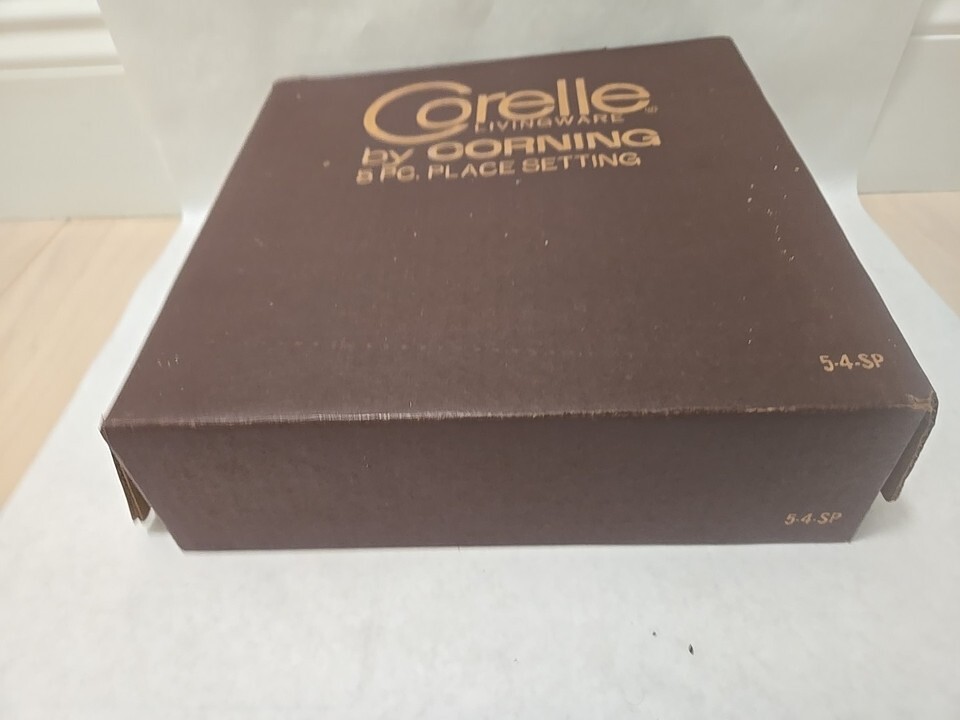 Corelle®
LIVINGWARE
by CORNING
5 PC. PLACE SETTING
5-4-SP
5-4-SP